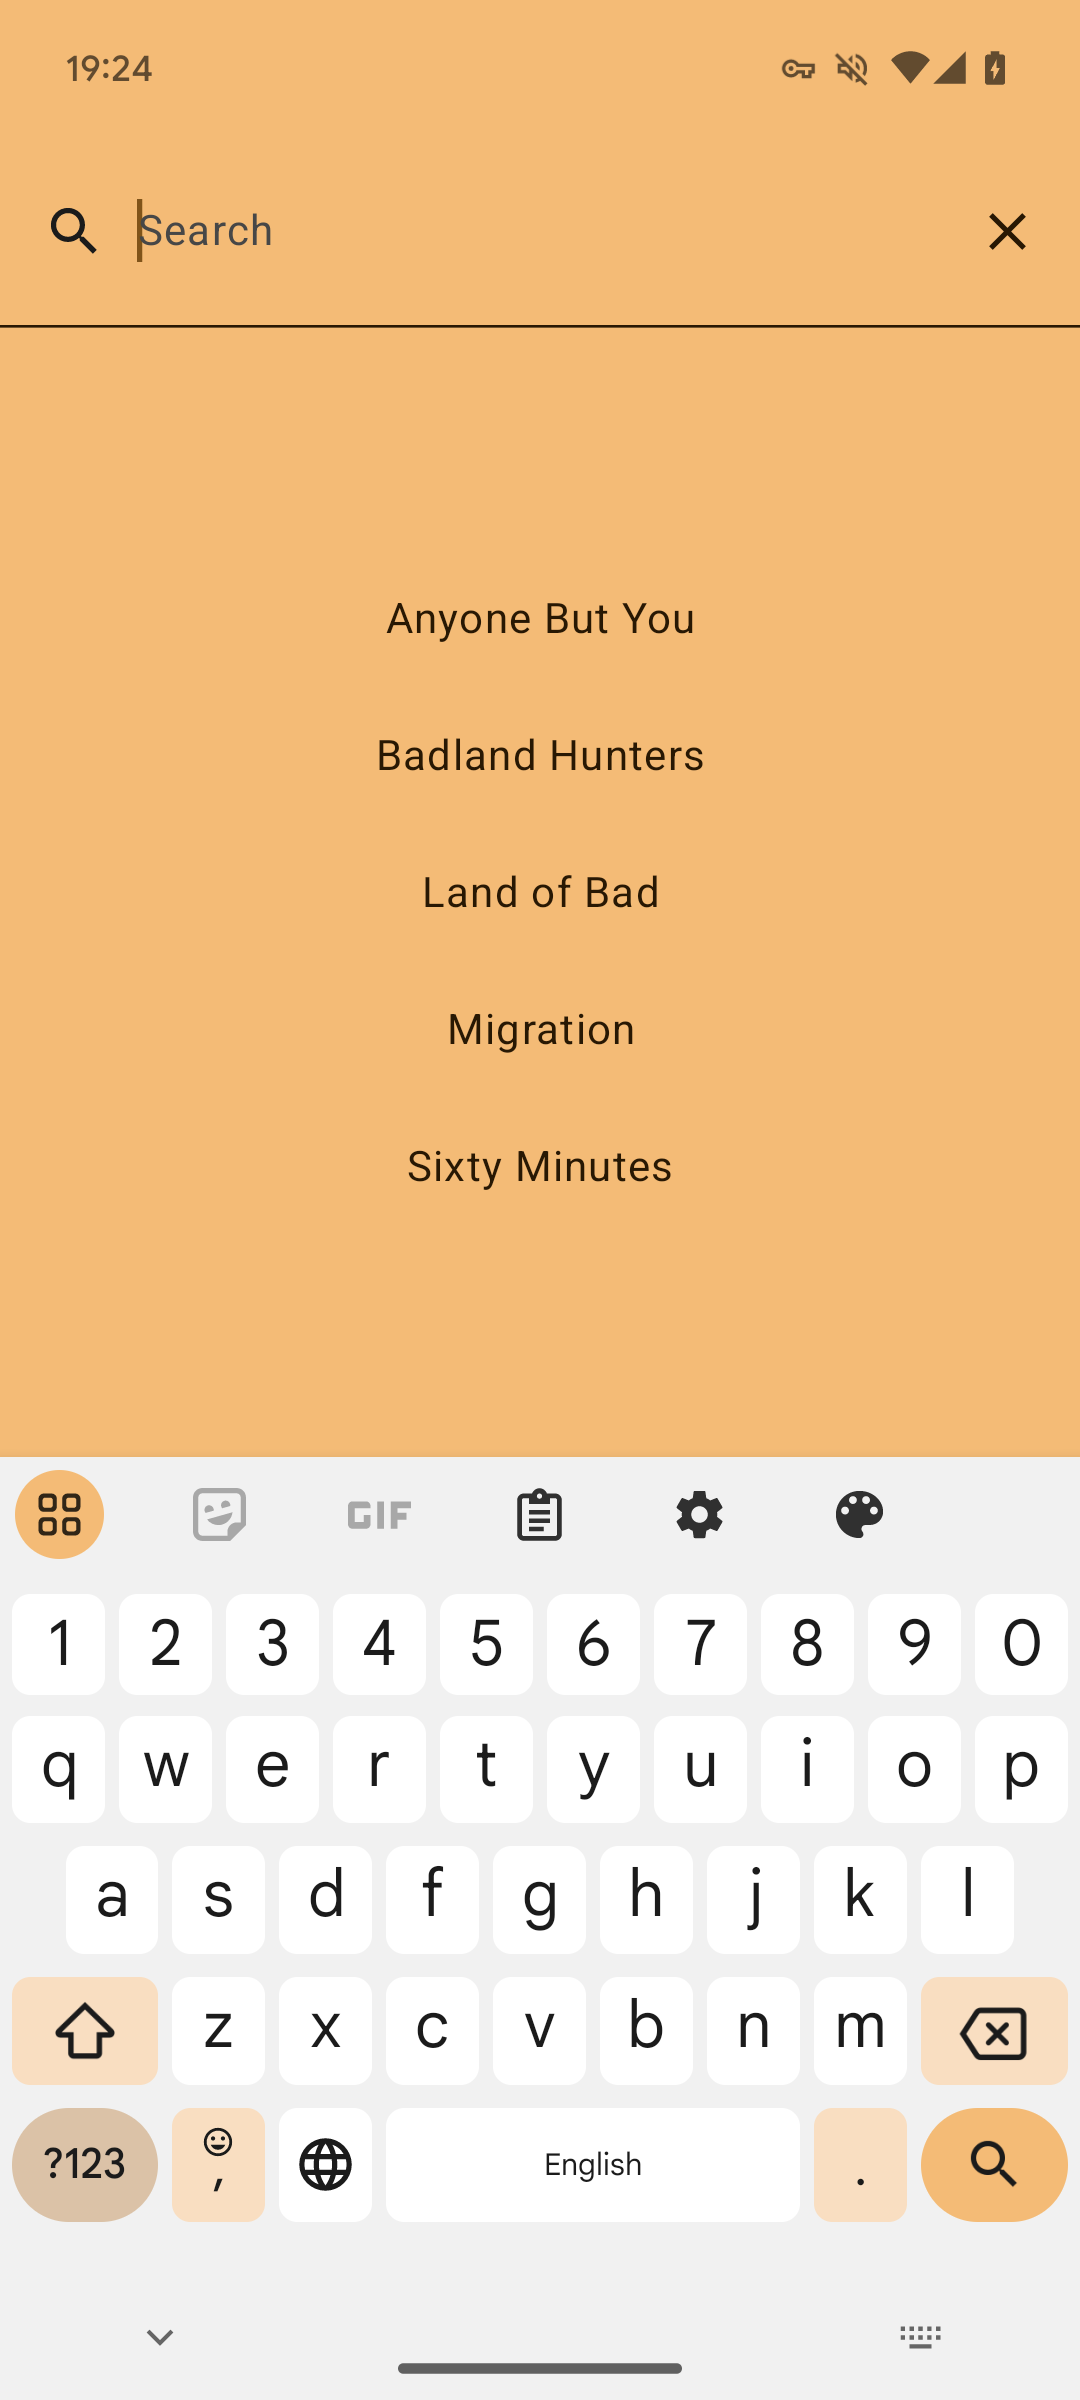 19:24
Search
Anyone But You
Badland Hunters
Land of Bad
Migration
Sixty Minutes
GIF
1 2 3 4 5 6 7 8 9 0
q w e r t y u i o p
a s d f g h j k l
z x c v b n m
?123 , English .